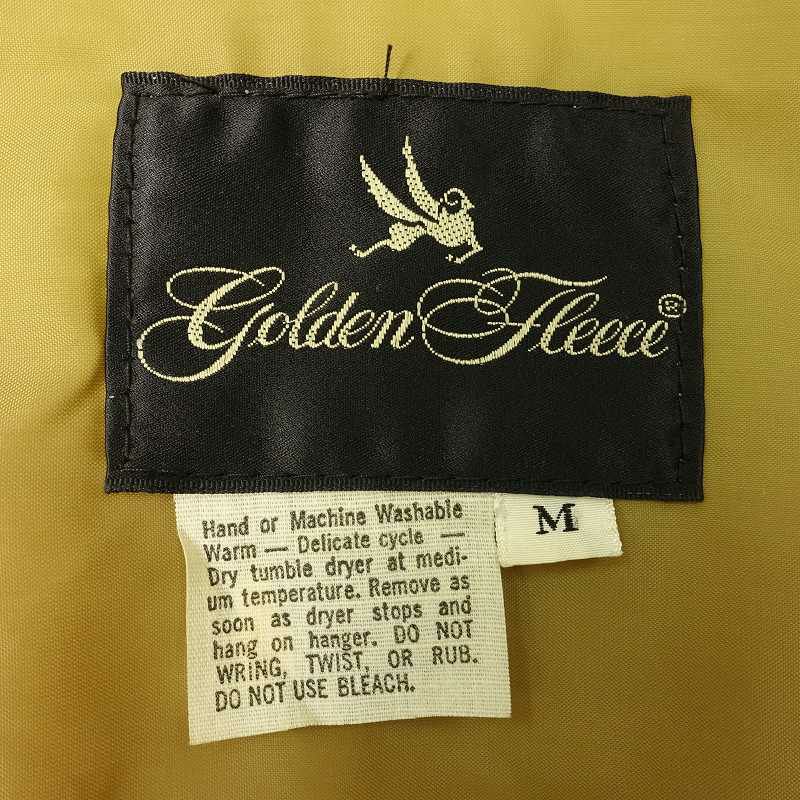 Golden Fleece®
M
Hand or Machine Washable
Warm — Delicate cycle —
Dry tumble dryer at medi-
um temperature. Remove as
soon as dryer stops and
hang on hanger. DO NOT
WRING, TWIST, OR RUB.
DO NOT USE BLEACH.